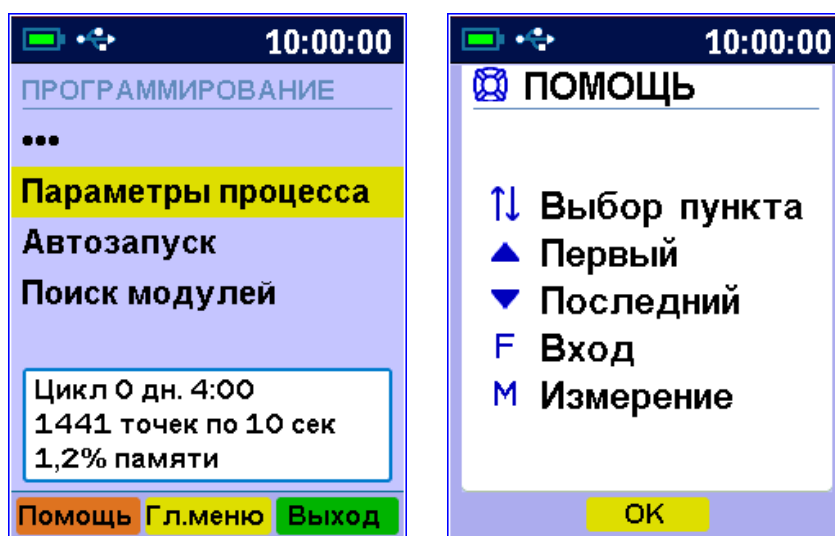 10:00:00
ПРОГРАММИРОВАНИЕ
•••
Параметры процесса
Автозапуск
Поиск модулей
Цикл 0 дн. 4:00
1441 точек по 10 сек
1,2% памяти
Помощь Гл.меню Выход
10:00:00
ПОМОЩЬ
↑↓ Выбор пункта
▲ Первый
▼ Последний
F Вход
M Измерение
OK